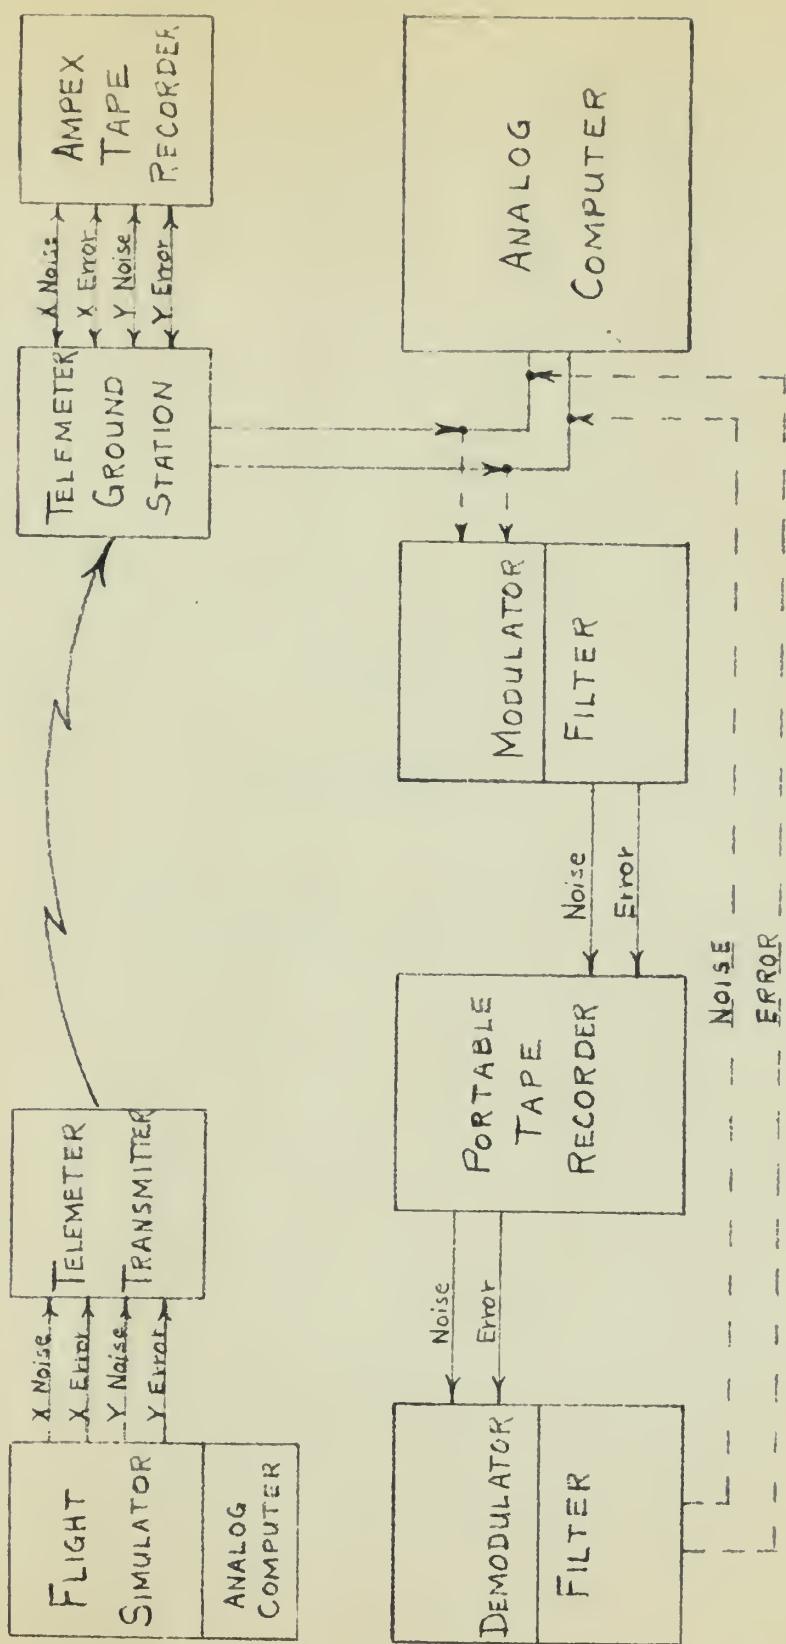 FLIGHT
SIMULATOR
ANALOG
COMPUTER
X Noise
X Error
Y Noise
Y Error
TELEMETER
TRANSMITTER
TELEMETER
GROUND
STATION
X Noise
X Error
Y Noise
Y Error
AMPEX
TAPE
RECORDER
DEMODULATOR
FILTER
Noise
Error
PORTABLE
TAPE
RECORDER
Noise
Error
MODULATOR
FILTER
ANALOG
COMPUTER
NOISE
ERROR